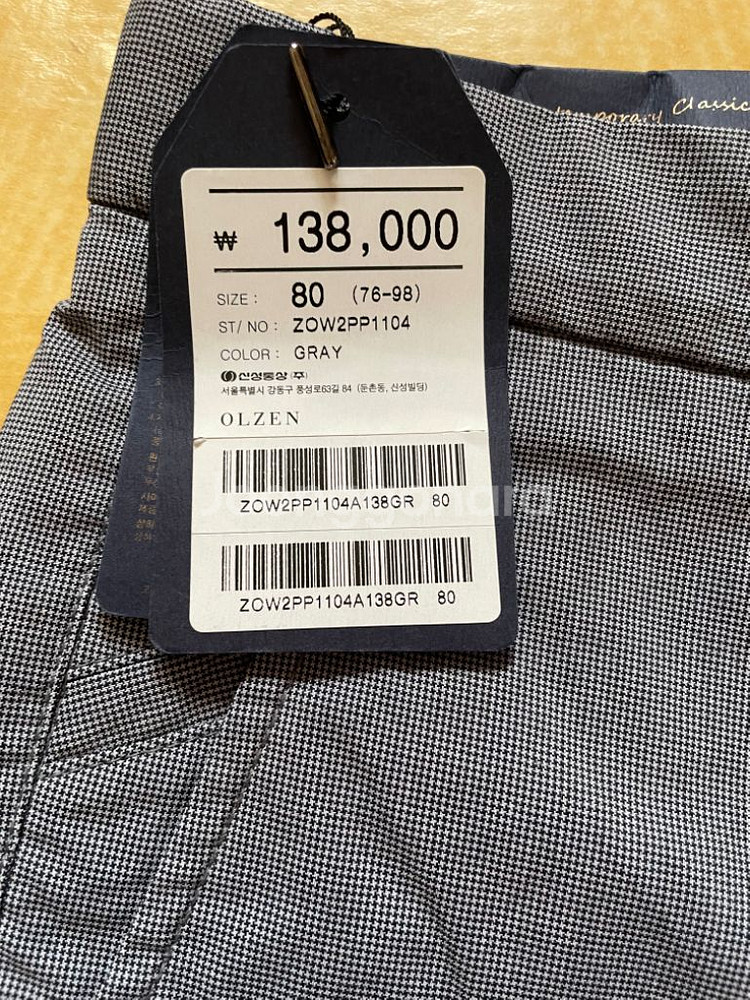 Classic
₩ 138,000
SIZE : 80 (76-98)
ST/ NO : ZOW2PP1104
COLOR : GRAY
신성통상 (주)
서울특별시 강동구 풍성로63길 84 (둔촌동, 신성빌딩)
OLZEN
ZOW2PP1104A138GR 80
ZOW2PP1104A138GR 80